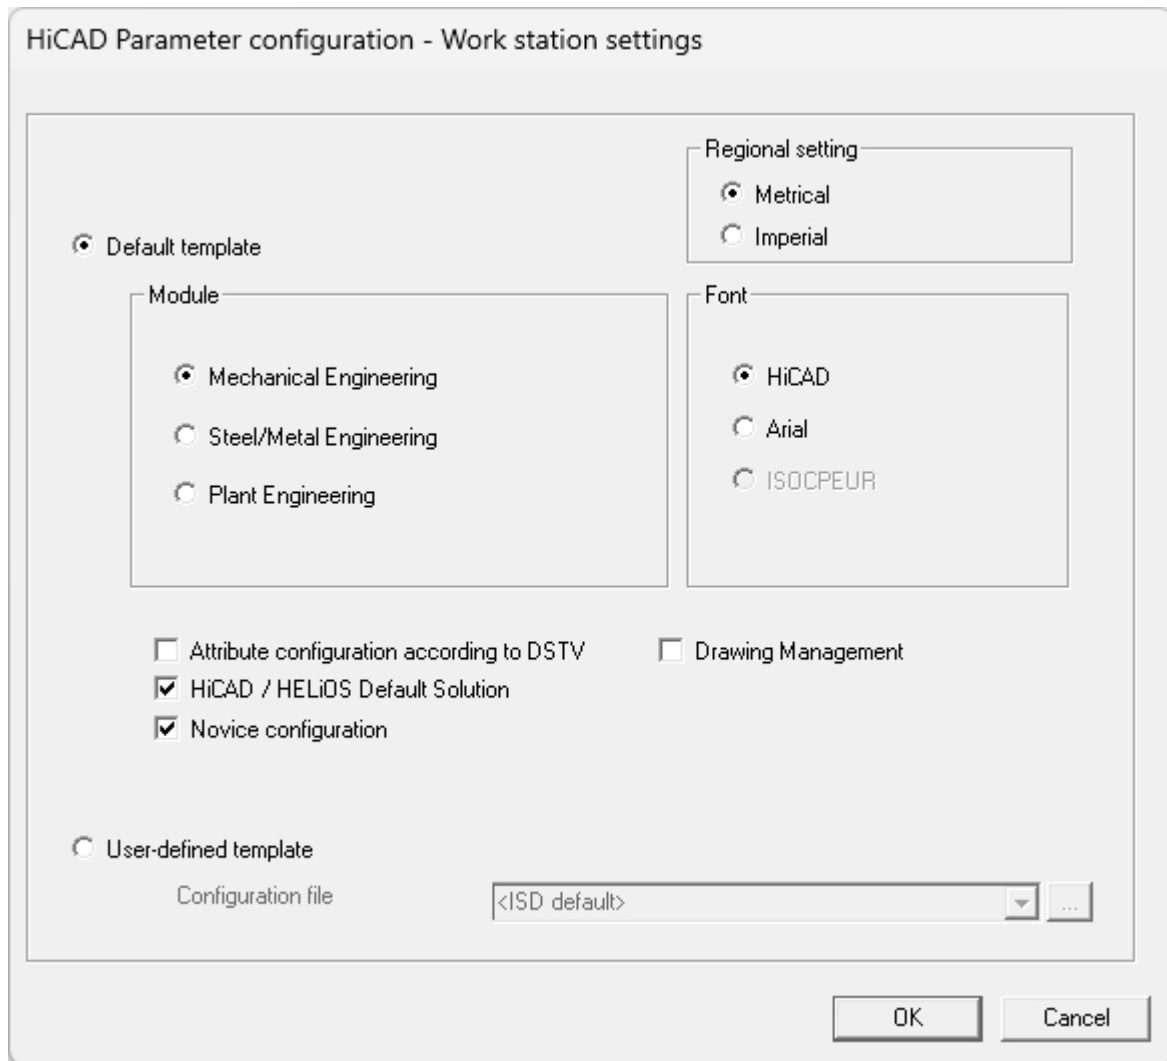 HiCAD Parameter configuration - Work station settings
Regional setting
Metrical
Imperial
Default template
Module
Mechanical Engineering
Steel/Metal Engineering
Plant Engineering
Font
HiCAD
Arial
ISOCPEUR
Attribute configuration according to DSTV
Drawing Management
HiCAD / HELiOS Default Solution
Novice configuration
User-defined template
Configuration file
<ISD default>
...
OK
Cancel